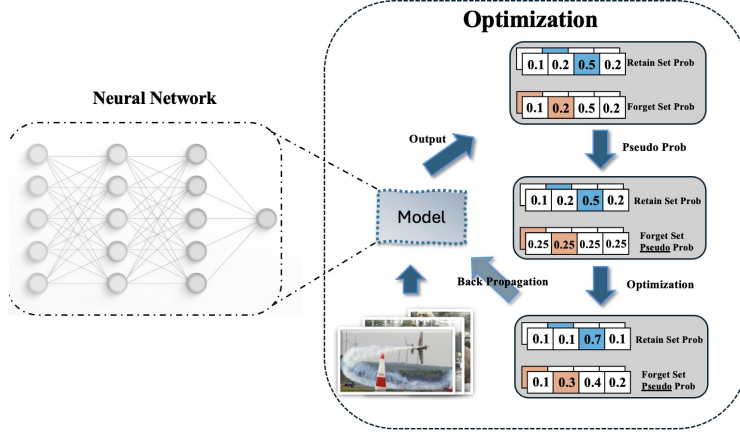 Optimization
Neural Network
0.1 0.2 0.5 0.2 Retain Set Prob
0.1 0.2 0.5 0.2 Forget Set Prob
Output
Pseudo Prob
Model
0.1 0.2 0.5 0.2 Retain Set Prob
0.25 0.25 0.25 0.25 Forget Set
Pseudo Prob
Back Propagation
Optimization
0.1 0.1 0.7 0.1 Retain Set Prob
0.1 0.3 0.4 0.2 Forget Set
Pseudo Prob